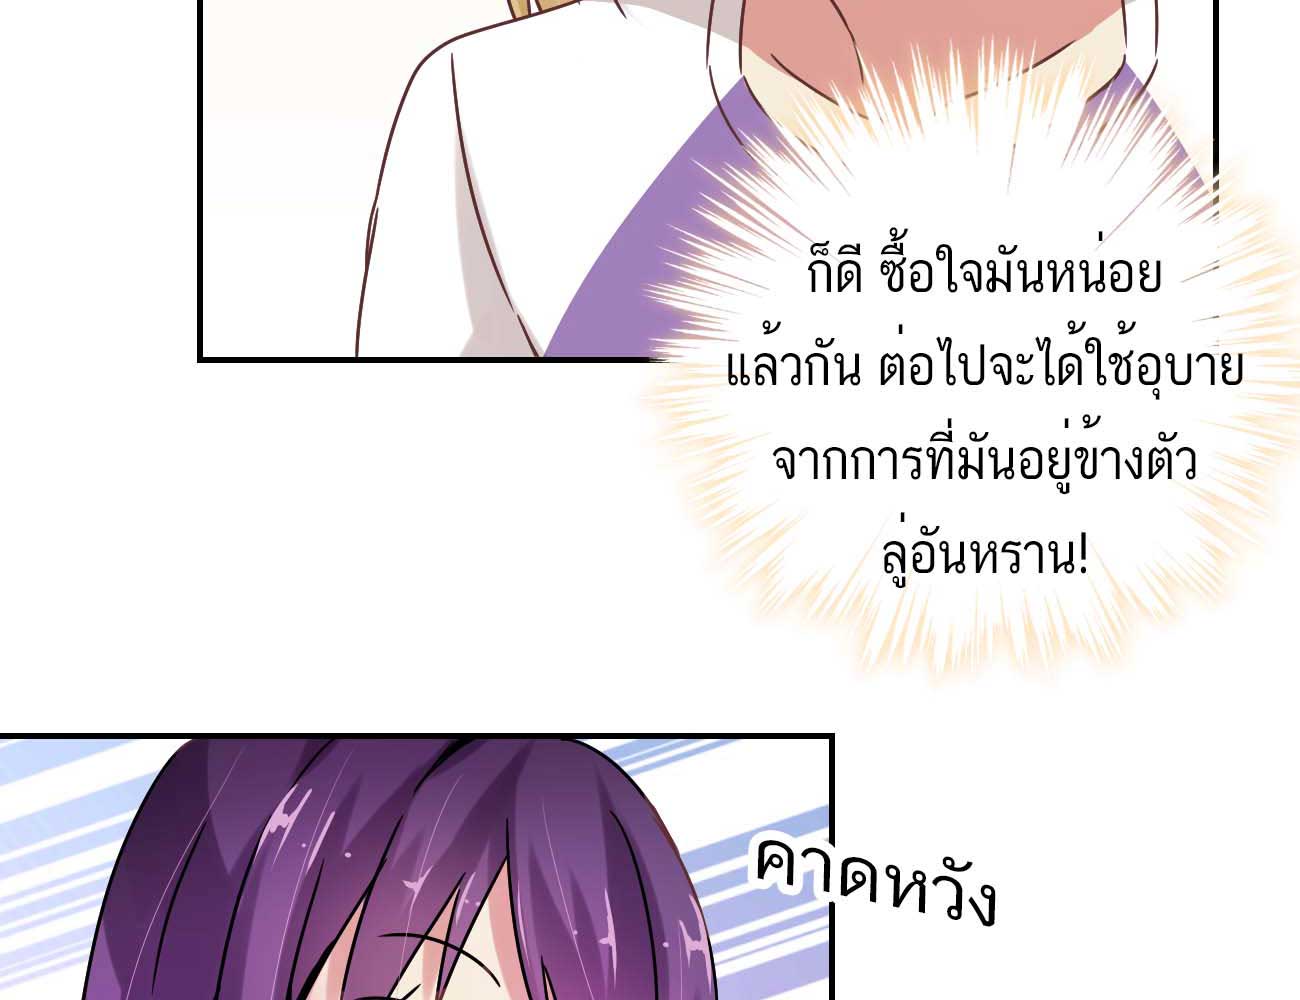 ก็ดี ซื้อใจมันหน่อย
แล้วกัน ต่อไปจะได้ใช้อุบาย
จากการที่มันอยู่ข้างตัว
ลู่อันหราน!
คาดหวัง